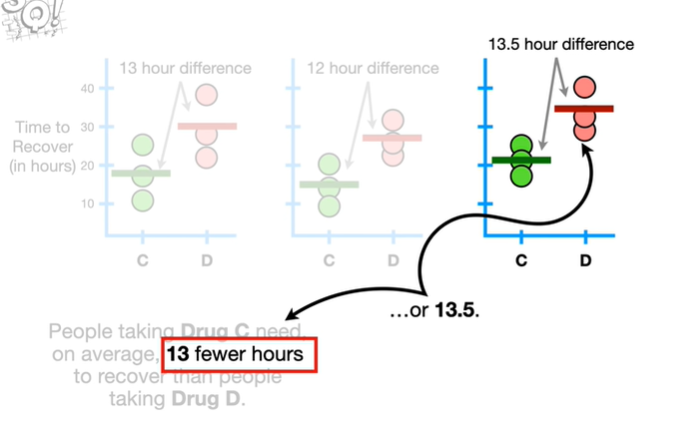 SQ!
13.5 hour difference
13 hour difference
12 hour difference
Time to
Recover
(in hours)
40
30
20
10
C D
C D
C D
...or 13.5.
People taking Drug C need,
on average, 13 fewer hours
to recover than people
taking Drug D.